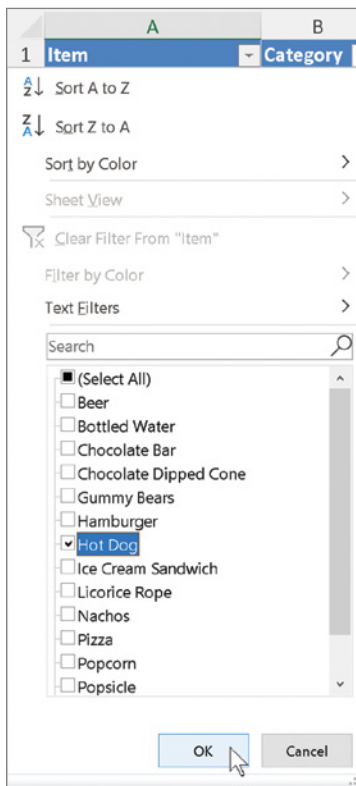 A B
1 Item Category
Sort A to Z
Sort Z to A
Sort by Color
Sheet View
Clear Filter From "Item"
Filter by Color
Text Filters
Search
(Select All)
Beer
Bottled Water
Chocolate Bar
Chocolate Dipped Cone
Gummy Bears
Hamburger
Hot Dog
Ice Cream Sandwich
Licorice Rope
Nachos
Pizza
Popcorn
Popsicle
OK Cancel